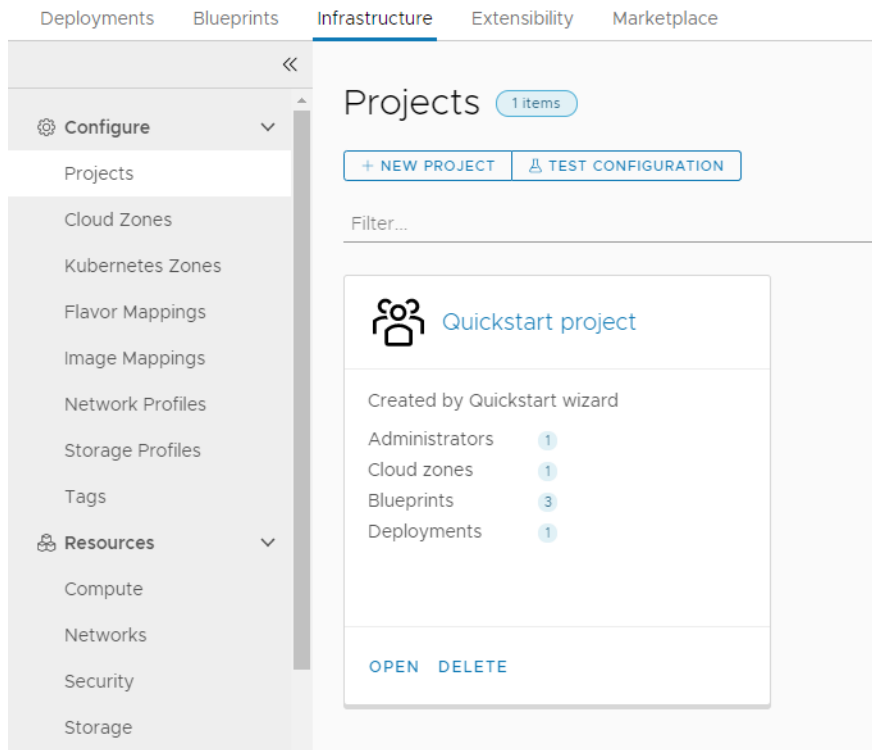 Deployments Blueprints Infrastructure Extensibility Marketplace
Configure
Projects
Cloud Zones
Kubernetes Zones
Flavor Mappings
Image Mappings
Network Profiles
Storage Profiles
Tags
Resources
Compute
Networks
Security
Storage
Projects 1 items
+ NEW PROJECT TEST CONFIGURATION
Filter...
Quickstart project
Created by Quickstart wizard
Administrators 1
Cloud zones 1
Blueprints 3
Deployments 1
OPEN DELETE